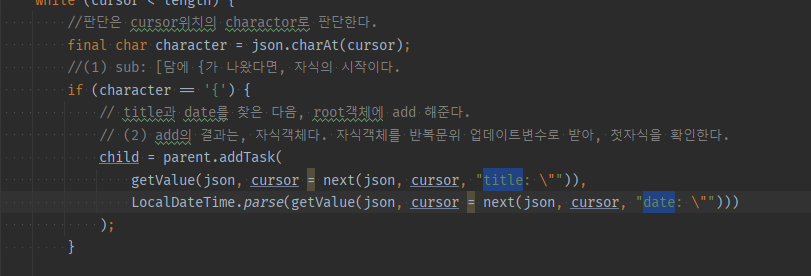 while (cursor < length) {
//판단은 cursor위치의 charactor로 판단한다.
final char character = json.charAt(cursor);
//(1) sub: [담에 {가 나왔다면, 자식의 시작이다.
if (character == '{') {
// title과 date를 찾은 다음, root객체에 add 해준다.
// (2) add의 결과는, 자식객체다. 자식객체를 반복문위 업데이트변수로 받아, 첫자식을 확인한다.
child = parent.addTask(
getValue(json, cursor = next(json, cursor, "title: \"")),
LocalDateTime.parse(getValue(json, cursor = next(json, cursor, "date: \"")))
);
}